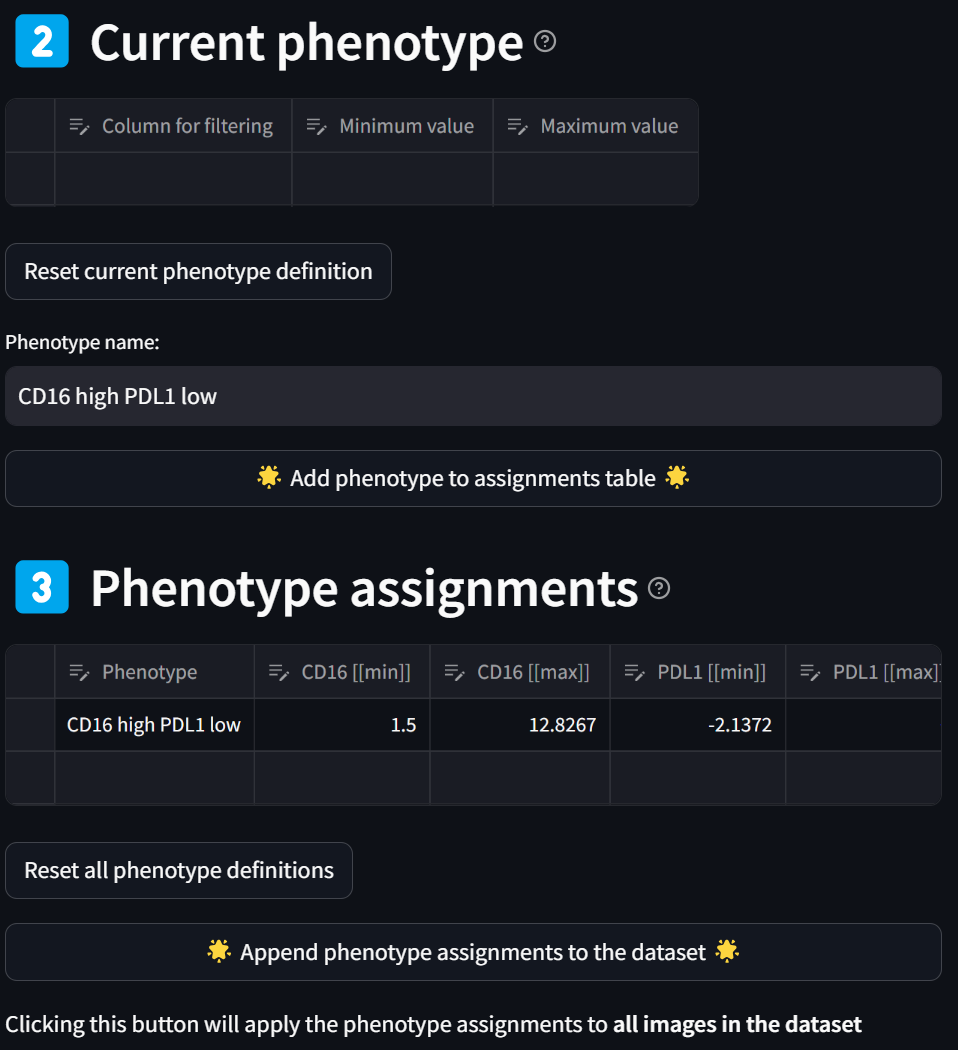 2 Current phenotype ?
Column for filtering Minimum value Maximum value
Reset current phenotype definition
Phenotype name:
CD16 high PDL1 low
🌟 Add phenotype to assignments table 🌟
3 Phenotype assignments ?
Phenotype CD16 [[min]] CD16 [[max]] PDL1 [[min]] PDL1 [[max]]
CD16 high PDL1 low 1.5 12.8267 -2.1372
Reset all phenotype definitions
🌟 Append phenotype assignments to the dataset 🌟
Clicking this button will apply the phenotype assignments to all images in the dataset